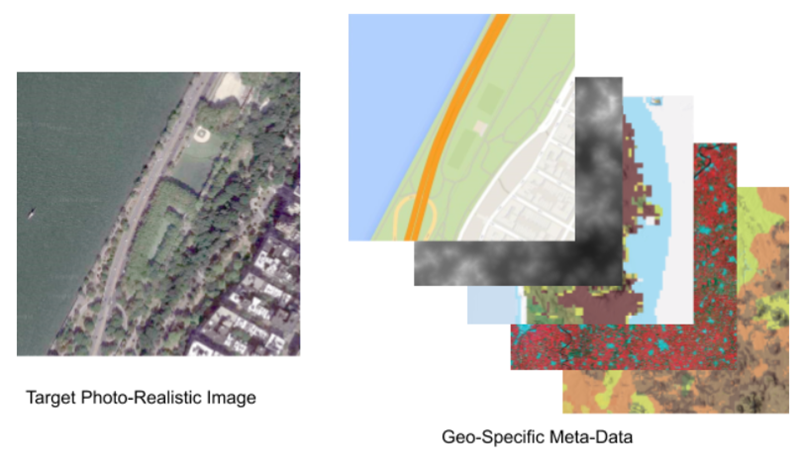 Target Photo-Realistic Image
Geo-Specific Meta-Data